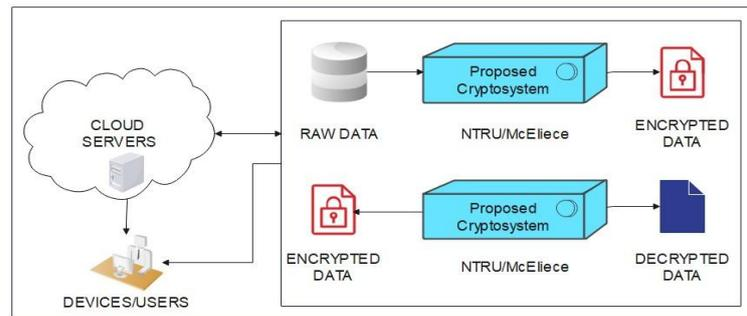 CLOUD
SERVERS
DEVICES/USERS
RAW DATA
Proposed
Cryptosystem
NTRU/McEliece
ENCRYPTED
DATA
ENCRYPTED
DATA
Proposed
Cryptosystem
NTRU/McEliece
DECRYPTED
DATA